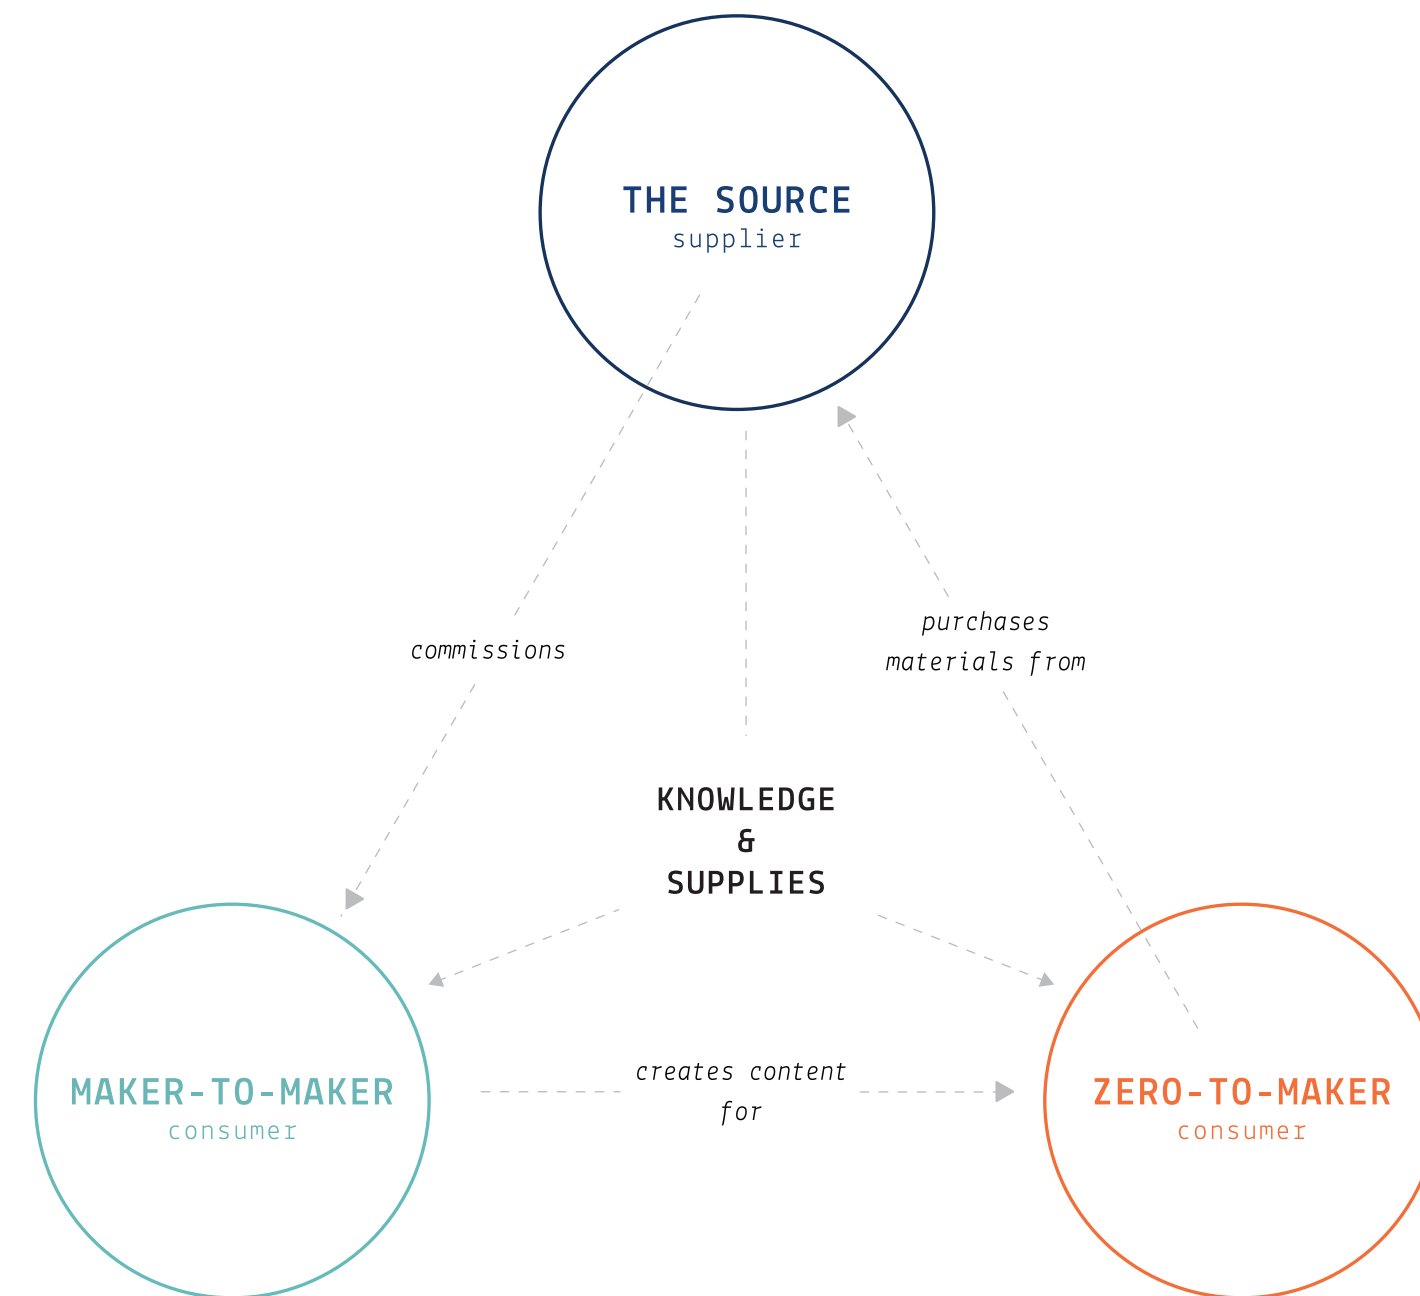 THE SOURCE
supplier
purchases
materials from
commissions
KNOWLEDGE
&
SUPPLIES
creates content
for
MAKER-TO-MAKER
consumer
ZERO-TO-MAKER
consumer